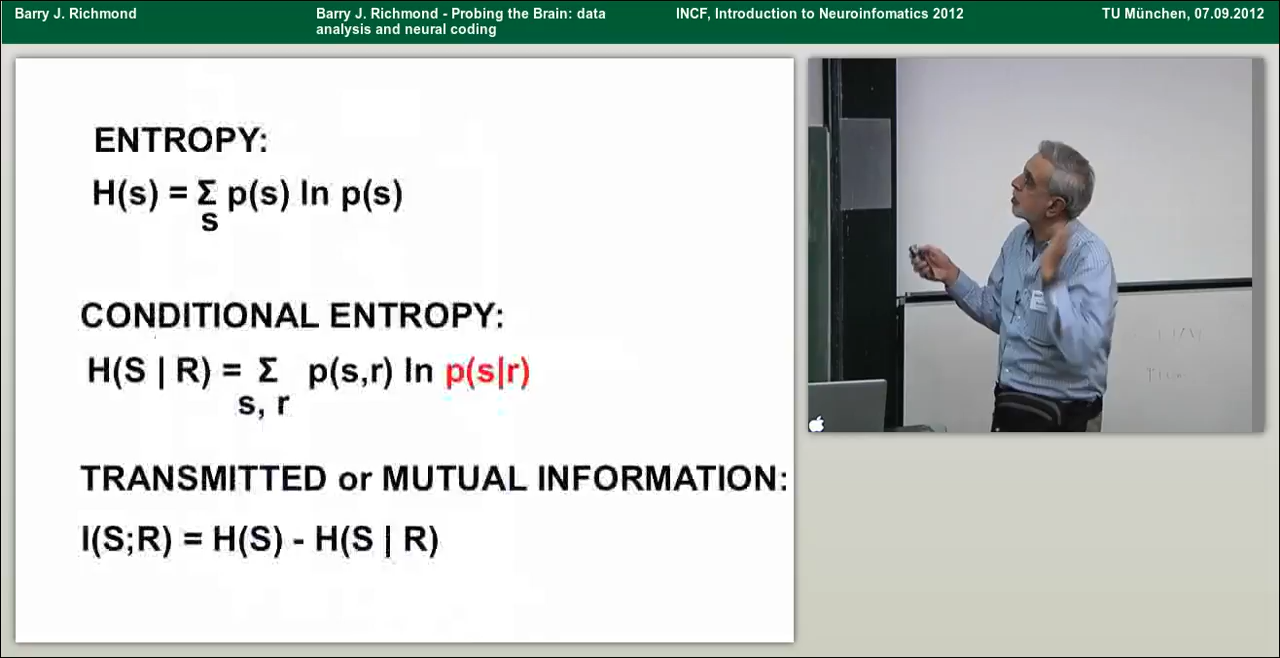 Barry J. Richmond
Barry J. Richmond - Probing the Brain: data
analysis and neural coding
INCF, Introduction to Neuroinfomatics 2012
TU München, 07.09.2012
ENTROPY:
H(s) = Σ p(s) ln p(s)
s
CONDITIONAL ENTROPY:
H(S | R) = Σ p(s,r) ln p(s|r)
s, r
TRANSMITTED or MUTUAL INFORMATION:
I(S;R) = H(S) - H(S | R)